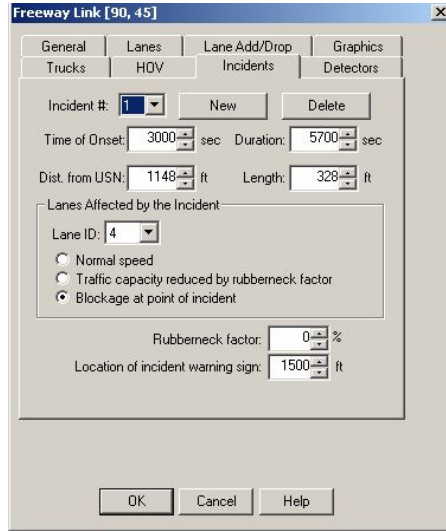 Freeway Link [90, 45]
General Lanes Lane Add/Drop Graphics
Trucks HOV Incidents Detectors
Incident #: 1 New Delete
Time of Onset: 3000 sec Duration: 5700 sec
Dist. from USN: 1148 ft Length: 328 ft
Lanes Affected by the Incident
Lane ID: 4
Normal speed
Traffic capacity reduced by rubberneck factor
Blockage at point of incident
Rubberneck factor: 0 %
Location of incident warning sign: 1500 ft
OK Cancel Help